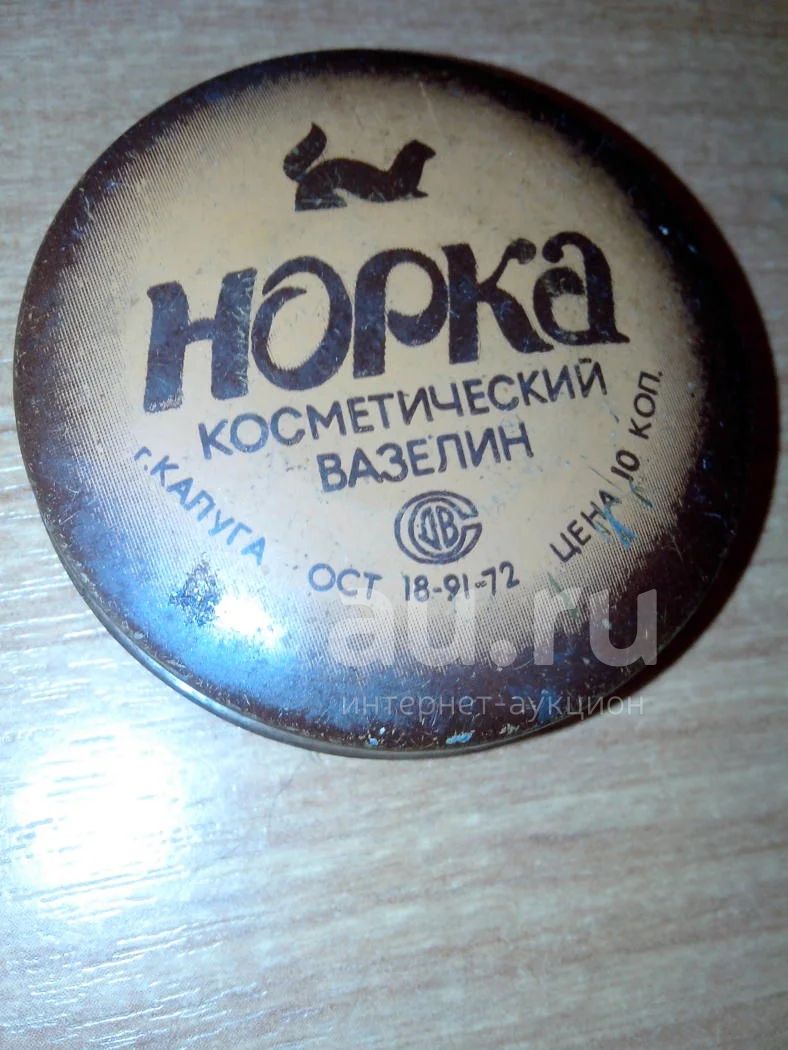 НОРКА
КОСМЕТИЧЕСКИЙ
ВАЗЕЛИН
г. КАЛУГА
ОСТ 18-91-72
ЦЕНА 10 КОП.
au.ru
интернет-аукцион